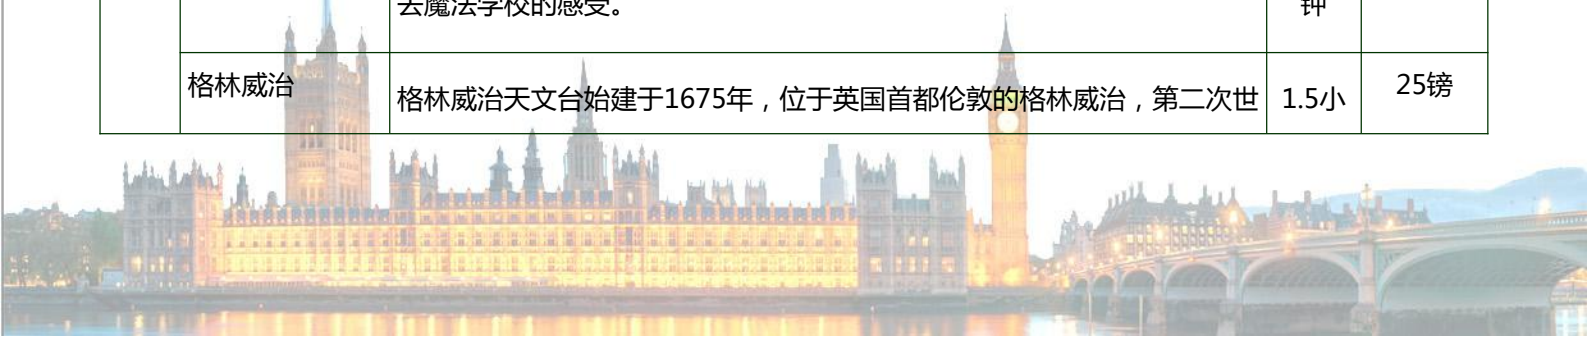 去魔法学校的感受。
钟
格林威治
格林威治天文台始建于1675年，位于英国首都伦敦的格林威治，第二次世
1.5小
25镑